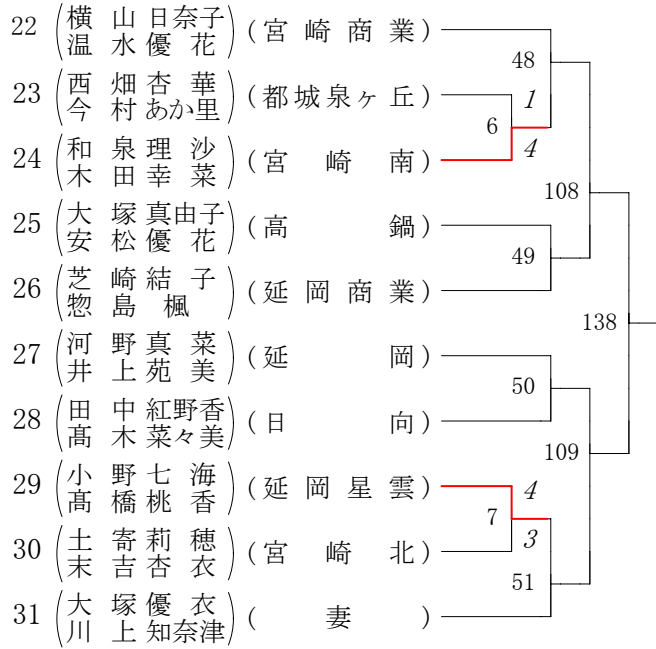 22 横山日奈子 (宮崎商業)
温水優花
48
23 西畑杏華 (都城泉ヶ丘) 1
今村あか里
6
24 和泉理沙 (宮崎南) 4
木田幸菜
108
25 大塚真由子 (高鍋)
安松優花
49
26 芝崎結子 (延岡商業)
惣島楓
138
27 河野真菜 (延岡)
井上苑美
50
28 田中紅野香 (日向)
髙木菜々美
109
29 小野七海 (延岡星雲) 4
髙橋桃香
7 3
30 土寄莉穂 (宮崎北)
末吉杏衣
51
31 大塚優衣 (妻)
川上知奈津